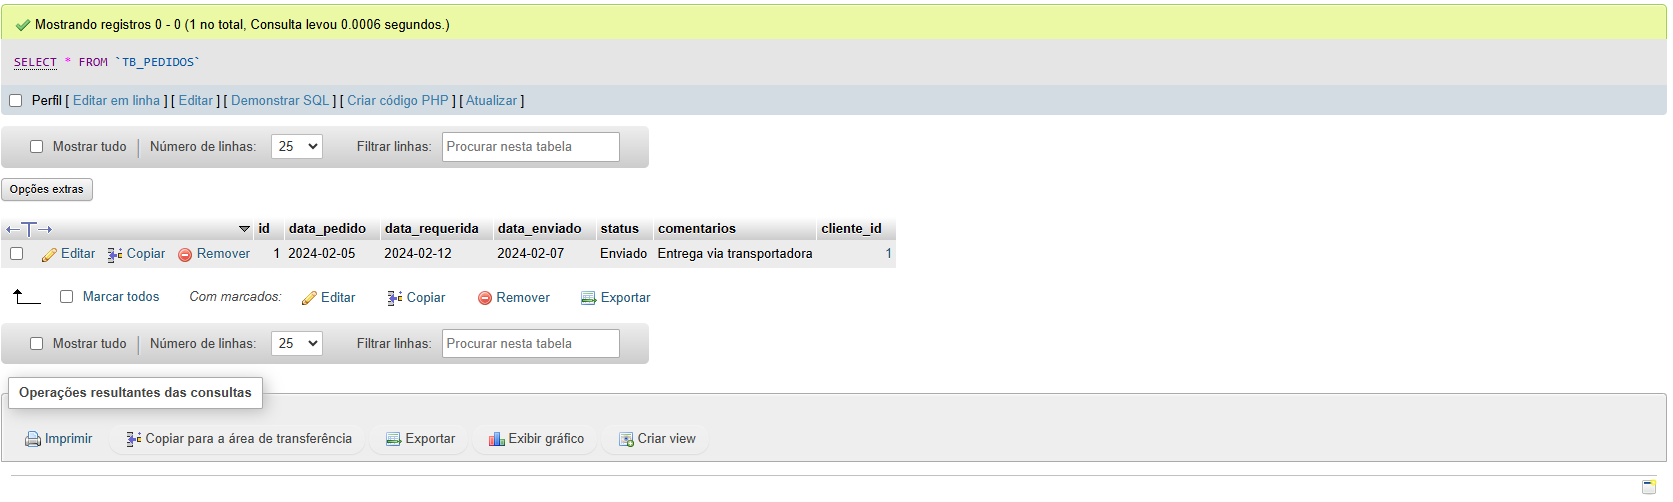 Mostrando registros 0 - 0 (1 no total, Consulta levou 0.0006 segundos.)
SELECT * FROM `TB_PEDIDOS`
Perfil [ Editar em linha ] [ Editar ] [ Demonstrar SQL ] [ Criar código PHP ] [ Atualizar ]
Mostrar tudo Número de linhas: 25 Filtrar linhas: Procurar nesta tabela
Opções extras
id data_pedido data_requerida data_enviado status comentarios cliente_id
Editar Copiar Remover 1 2024-02-05 2024-02-12 2024-02-07 Enviado Entrega via transportadora 1
Marcar todos Com marcados: Editar Copiar Remover Exportar
Mostrar tudo Número de linhas: 25 Filtrar linhas: Procurar nesta tabela
Operações resultantes das consultas
Imprimir Copiar para a área de transferência Exportar Exibir gráfico Criar view